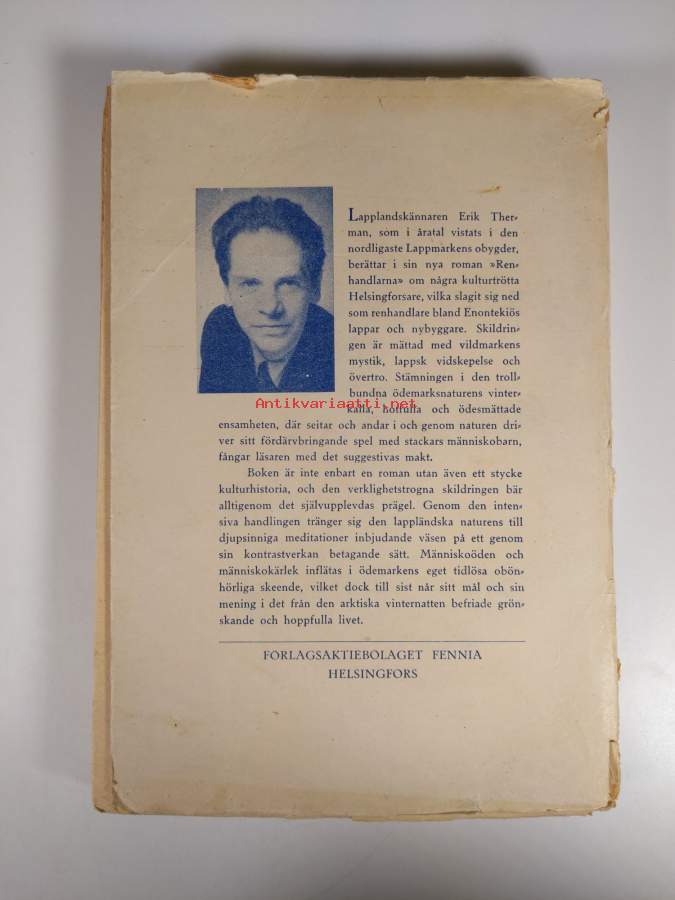 Lapplandskännaren Erik Ther-
man, som i åratal vistats i den
nordligaste Lappmarkens obygder,
berättar i sin nya roman »Ren-
handlarna» om några kulturtrötta
Helsingforsare, vilka slagit sig ned
som renhandlare bland Enontekiös
lappar och nybyggare. Skildrin-
gen är mättad med vildmarkens
mystik, lappsk vidskepelse och
övertro. Stämningen i den troll-
bundna ödemarksnaturens vinter-
Antikvariaatti.net
kalla, hotfulla och ödesmättade
ensamheten, där seitar och andar i och genom naturen dri-
ver sitt fördärvbringande spel med stackars människobarn,
fångar läsaren med det suggestivas makt.
Boken är inte enbart en roman utan även ett stycke
kulturhistoria, och den verklighetstrogna skildringen bär
alltigenom det självupplevdas prägel. Genom den inten-
siva handlingen tränger sig den lappländska naturens till
djupsinniga meditationer inbjudande väsen på ett genom
sin kontrastverkan betagande sätt. Människoöden och
människokärlek inflätas i ödemarkens eget tidlösa obön-
hörliga skeende, vilket dock till sist når sitt mål och sin
mening i det från den arktiska vinternatten befriade grön-
skande och hoppfulla livet.
FÖRLAGSAKTIEBOLAGET FENNIA
HELSINGFORS